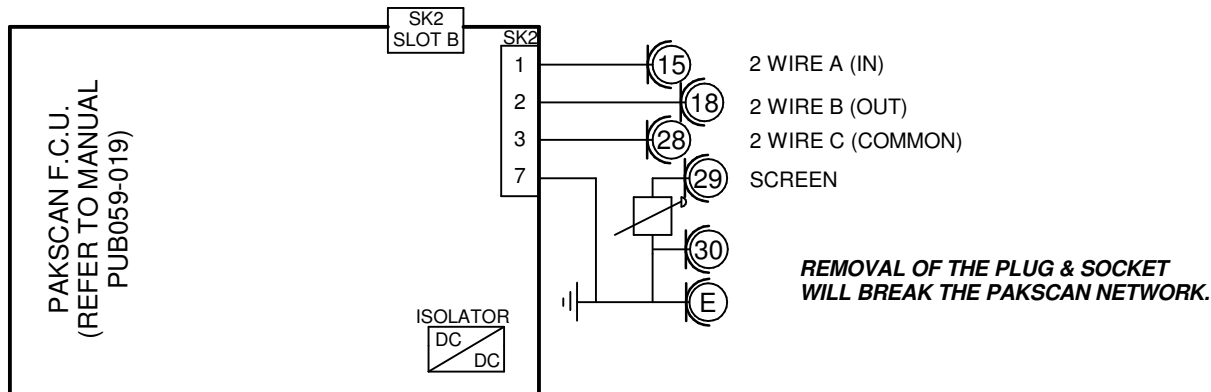 SK2
SLOT B
SK2
1
15
2 WIRE A (IN)
2
18
2 WIRE B (OUT)
3
28
2 WIRE C (COMMON)
7
29
SCREEN
PAKSCAN F.C.U.
(REFER TO MANUAL
PUB059-019)
30
REMOVAL OF THE PLUG & SOCKET
WILL BREAK THE PAKSCAN NETWORK.
E
ISOLATOR
DC
DC